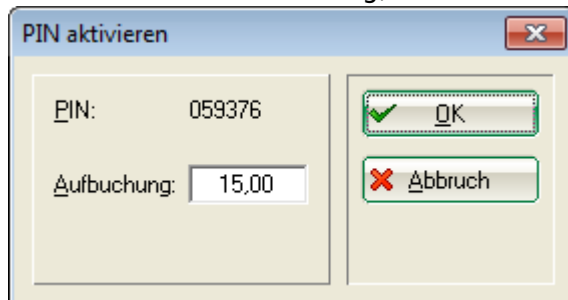 PIN aktivieren
PIN: 059376
OK
Aufbuchung: 15,00
Abbruch